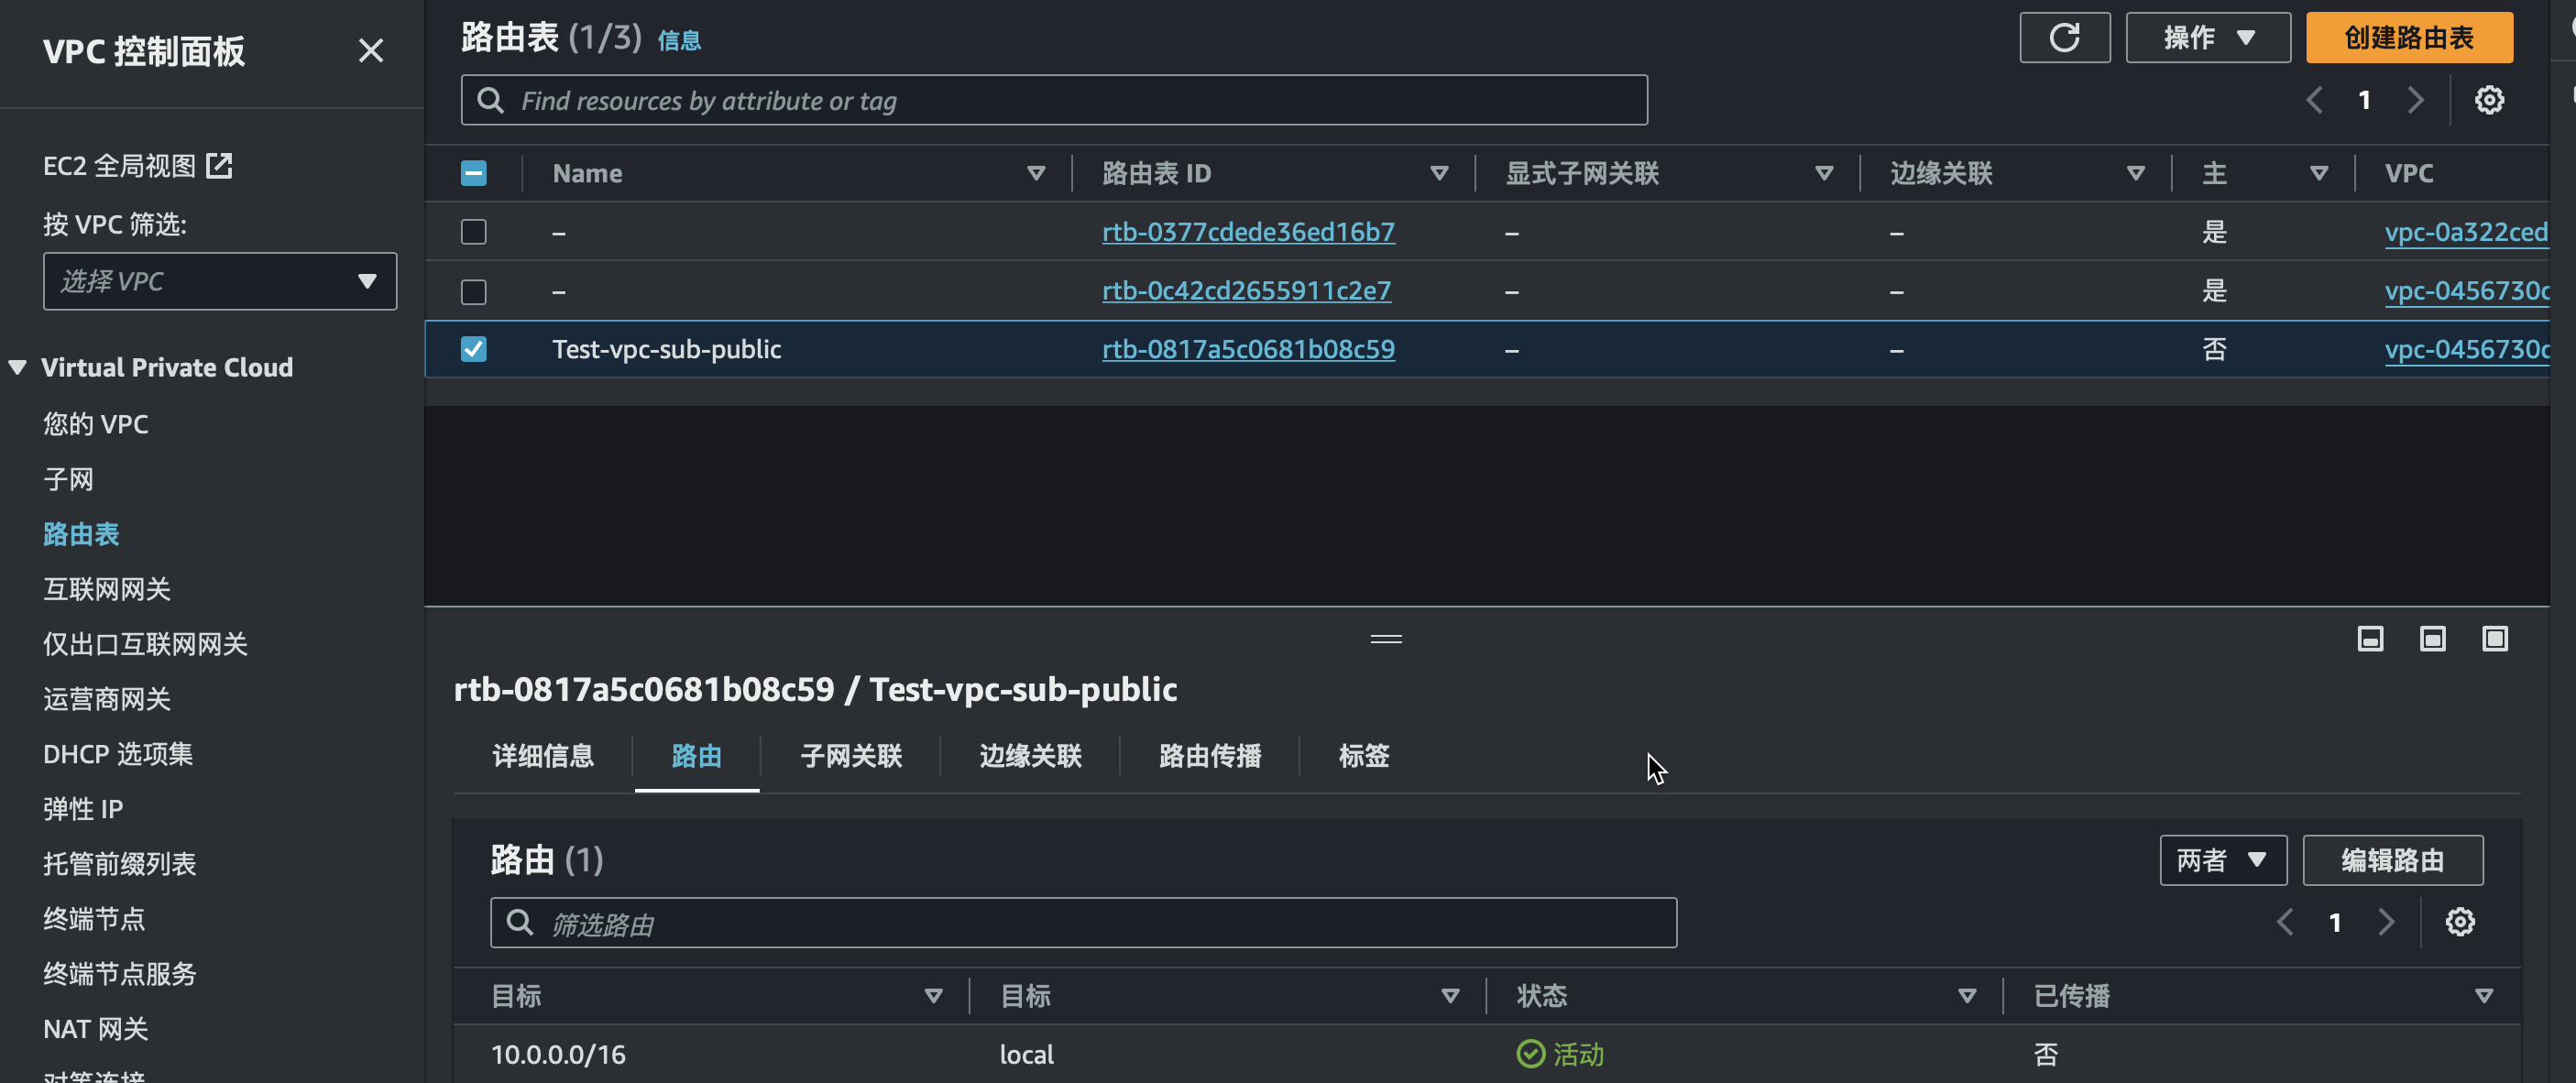 VPC 控制面板
EC2 全局视图
按 VPC 筛选:
选择 VPC
Virtual Private Cloud
您的 VPC
子网
路由表
互联网网关
仅出口互联网网关
运营商网关
DHCP 选项集
弹性 IP
托管前缀列表
终端节点
终端节点服务
NAT 网关
对等连接
路由表 (1/3) 信息
操作
创建路由表
Find resources by attribute or tag
1
Name 路由表 ID 显式子网关联 边缘关联 主 VPC
– rtb-0377cdede36ed16b7 – – 是 vpc-0a322ced
– rtb-0c42cd2655911c2e7 – – 是 vpc-0456730c
Test-vpc-sub-public rtb-0817a5c0681b08c59 – – 否 vpc-0456730c
rtb-0817a5c0681b08c59 / Test-vpc-sub-public
详细信息 路由 子网关联 边缘关联 路由传播 标签
路由 (1)
两者
编辑路由
筛选路由
1
目标 目标 状态 已传播
10.0.0.0/16 local 活动 否